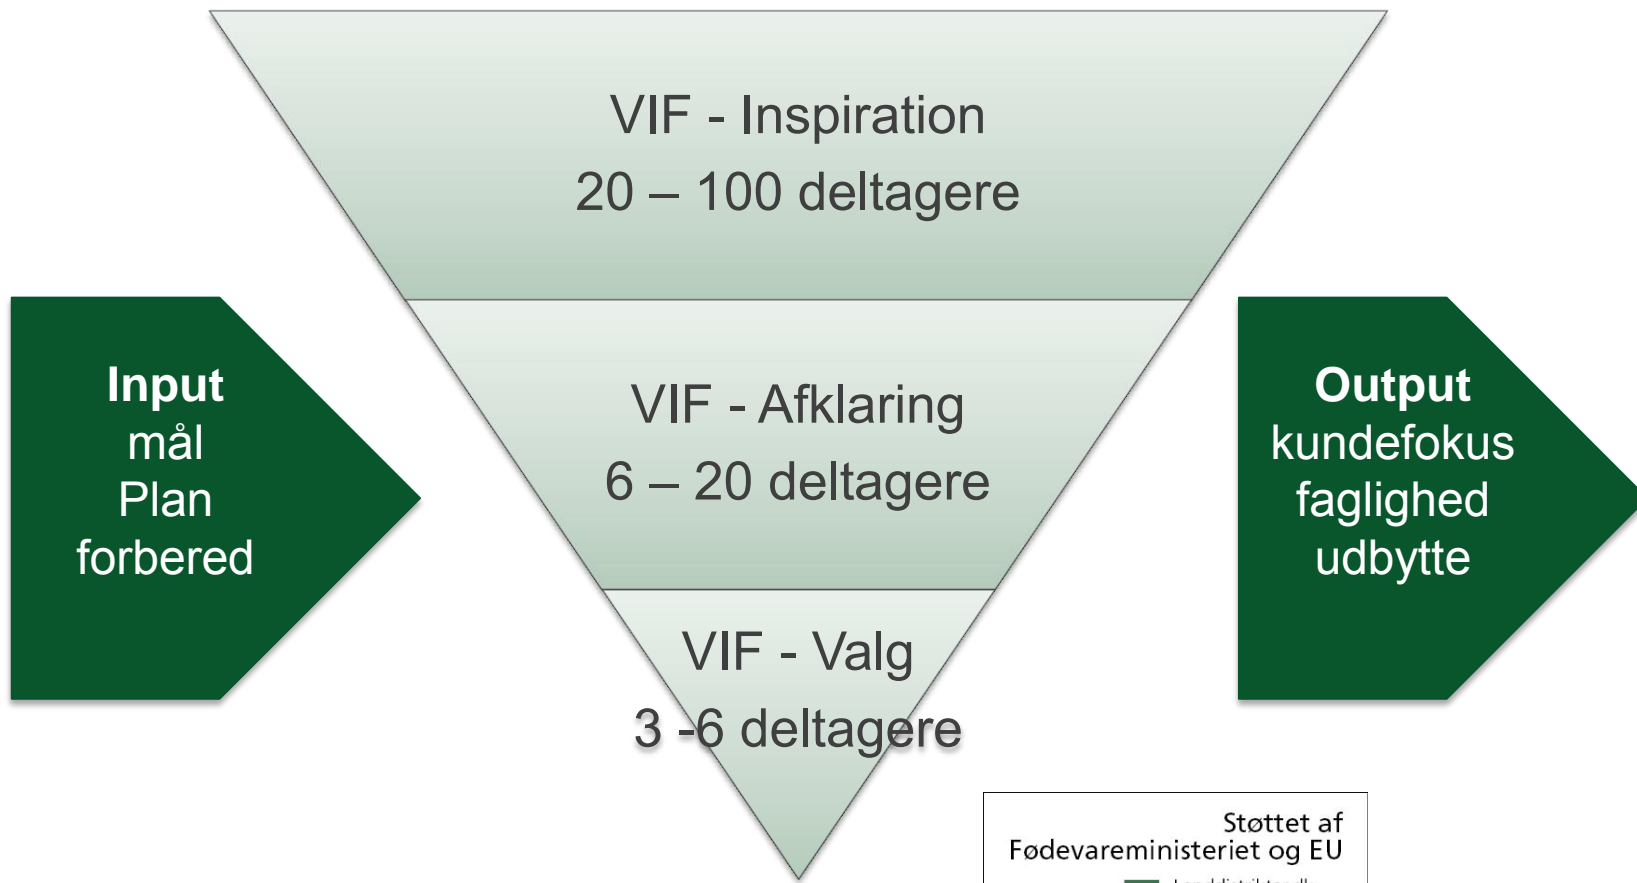 VIF - Inspiration
20 – 100 deltagere
Input
mål
Plan
forbered
VIF - Afklaring
6 – 20 deltagere
Output
kundefokus
faglighed
udbytte
VIF - Valg
3 -6 deltagere
Støttet af
Fødevareministeriet og EU